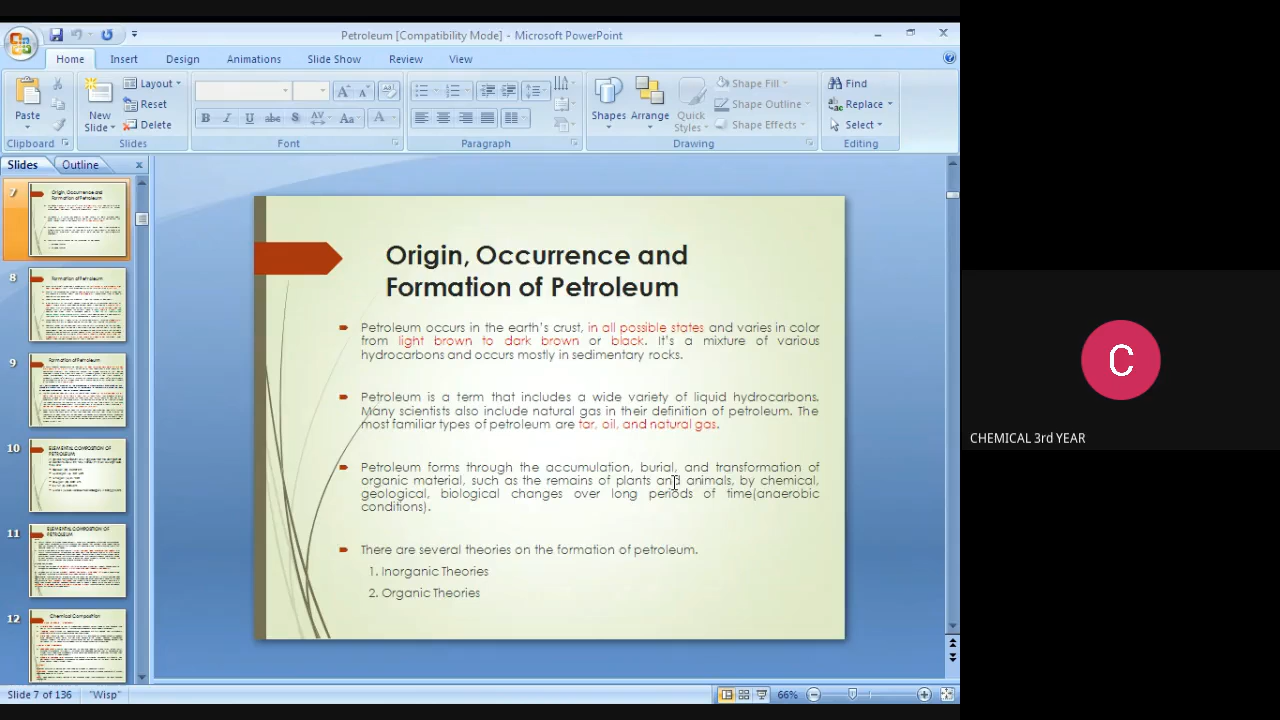 Petroleum [Compatibility Mode] - Microsoft PowerPoint
Home Insert Design Animations Slide Show Review View
Paste
New Slide
Layout
Reset
Delete
B I U abc S AV Aa A
Shapes Arrange Quick Styles
Shape Fill
Shape Outline
Shape Effects
Find
Replace
Select
Clipboard Slides Font Paragraph Drawing Editing
Slides Outline
7
Origin, Occurrence and
Formation of Petroleum
8
Formation of Petroleum
9
Formation of Petroleum
10
ELEMENTAL COMPOSITION OF
PETROLEUM
11
ELEMENTAL COMPOSITION OF
PETROLEUM
12
Chemical Composition
Origin, Occurrence and
Formation of Petroleum
Petroleum occurs in the earth's crust, in all possible states and varies in color
from light brown to dark brown or black. It's a mixture of various
hydrocarbons and occurs mostly in sedimentary rocks.
Petroleum is a term that includes a wide variety of liquid hydrocarbons.
Many scientists also include natural gas in their definition of petroleum. The
most familiar types of petroleum are tar, oil, and natural gas.
Petroleum forms through the accumulation, burial, and transformation of
organic material, such as the remains of plants and animals, by chemical,
geological, biological changes over long periods of time(anaerobic
conditions).
There are several theories on the formation of petroleum.
1. Inorganic Theories
2. Organic Theories
C
CHEMICAL 3rd YEAR
Slide 7 of 136 "Wisp" 66%